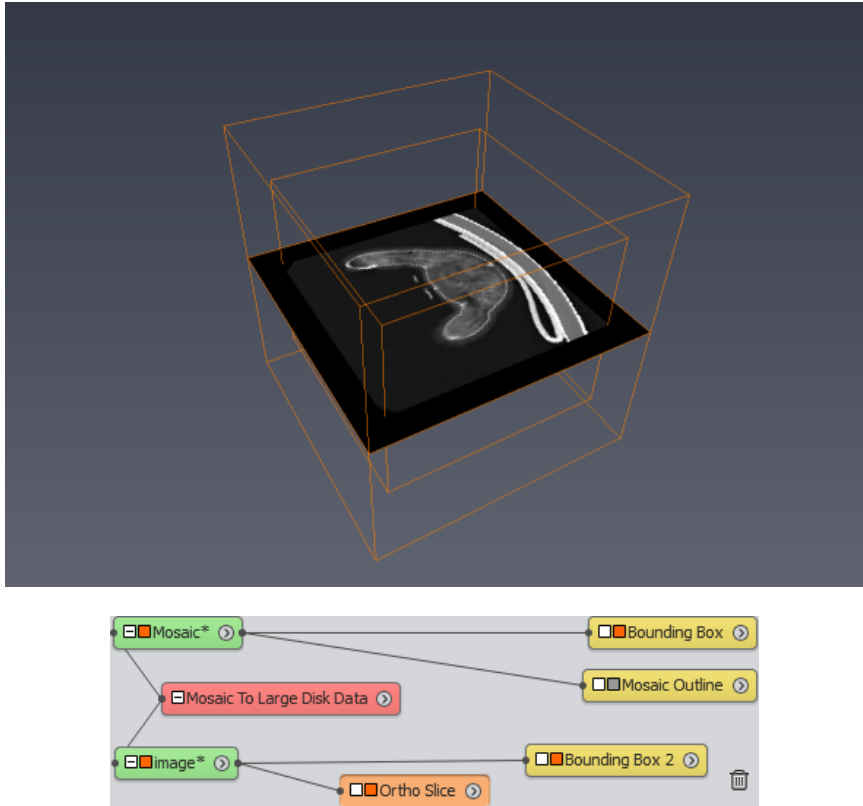 Mosaic*
Bounding Box
Mosaic Outline
Mosaic To Large Disk Data
image*
Bounding Box 2
Ortho Slice